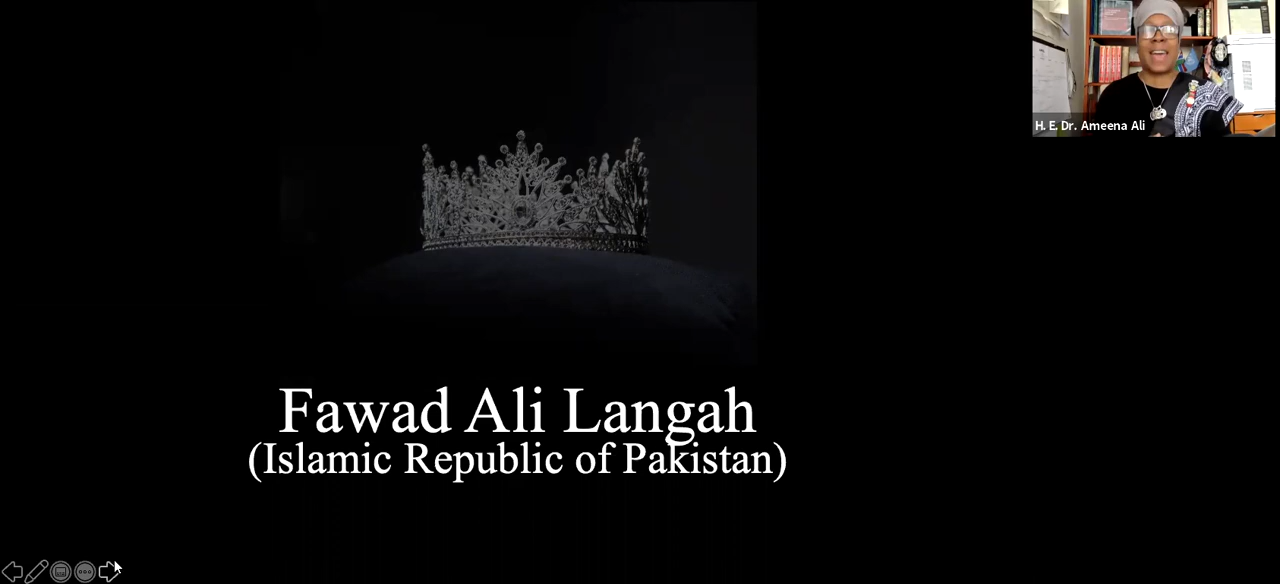 H. E. Dr. Ameena Ali
Fawad Ali Langah
(Islamic Republic of Pakistan)